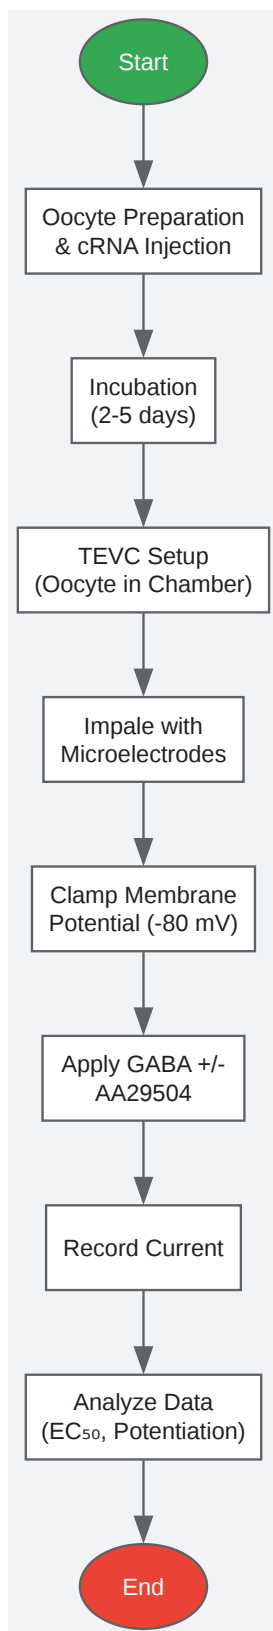 Start
Oocyte Preparation
& cRNA Injection
Incubation
(2-5 days)
TEVC Setup
(Oocyte in Chamber)
Impale with
Microelectrodes
Clamp Membrane
Potential (-80 mV)
Apply GABA +/-
AA29504
Record Current
Analyze Data
(EC₅₀, Potentiation)
End